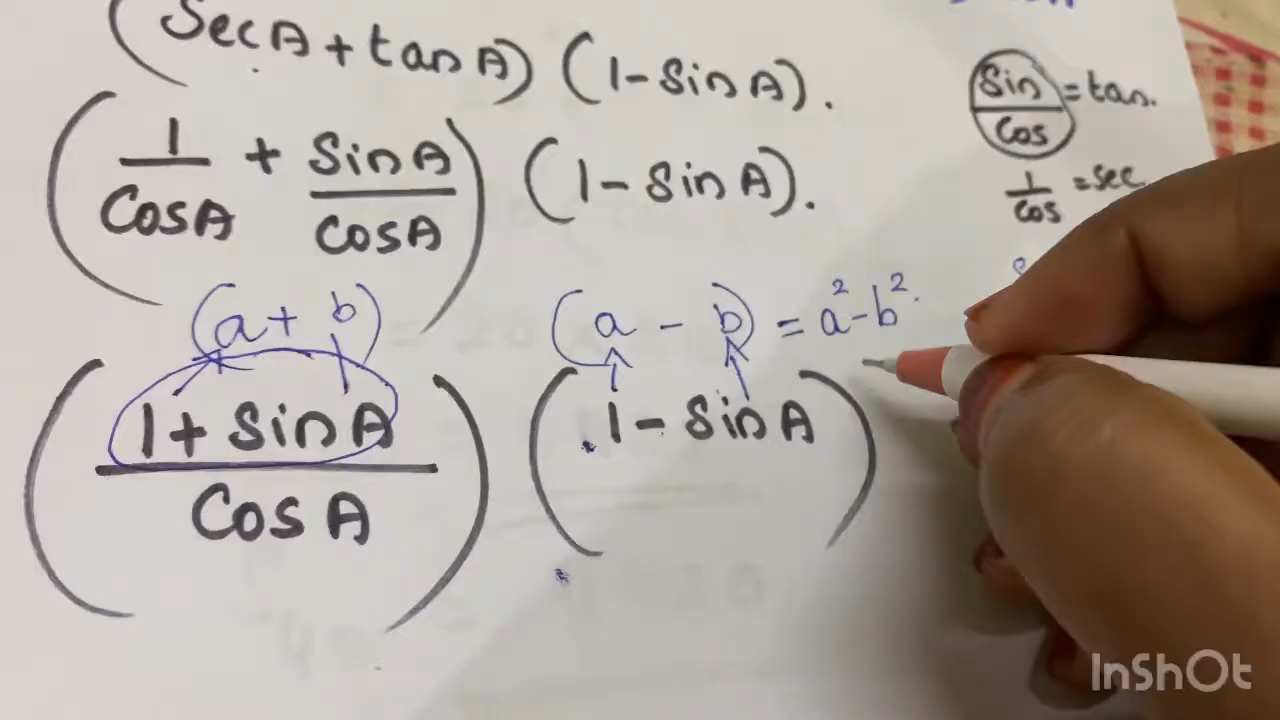 (SecA + tanA) (1 - SinA).
(1/CosA + SinA/CosA) (1 - SinA).
(a + b) (a - b) = a² - b².
(1 + SinA/CosA) (1 - SinA)
Sin/Cos = tan.
1/Cos = sec
InShOt